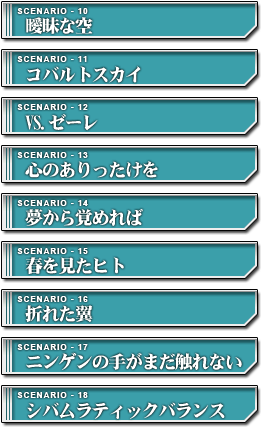 SCENARIO - 10
曖昧な空
SCENARIO - 11
コバルトスカイ
SCENARIO - 12
VS. ゼーレ
SCENARIO - 13
心のありったけを
SCENARIO - 14
夢から覚めれば
SCENARIO - 15
春を見たヒト
SCENARIO - 16
折れた翼
SCENARIO - 17
ニンゲンの手がまだ触れない
SCENARIO - 18
シバムラティックバランス